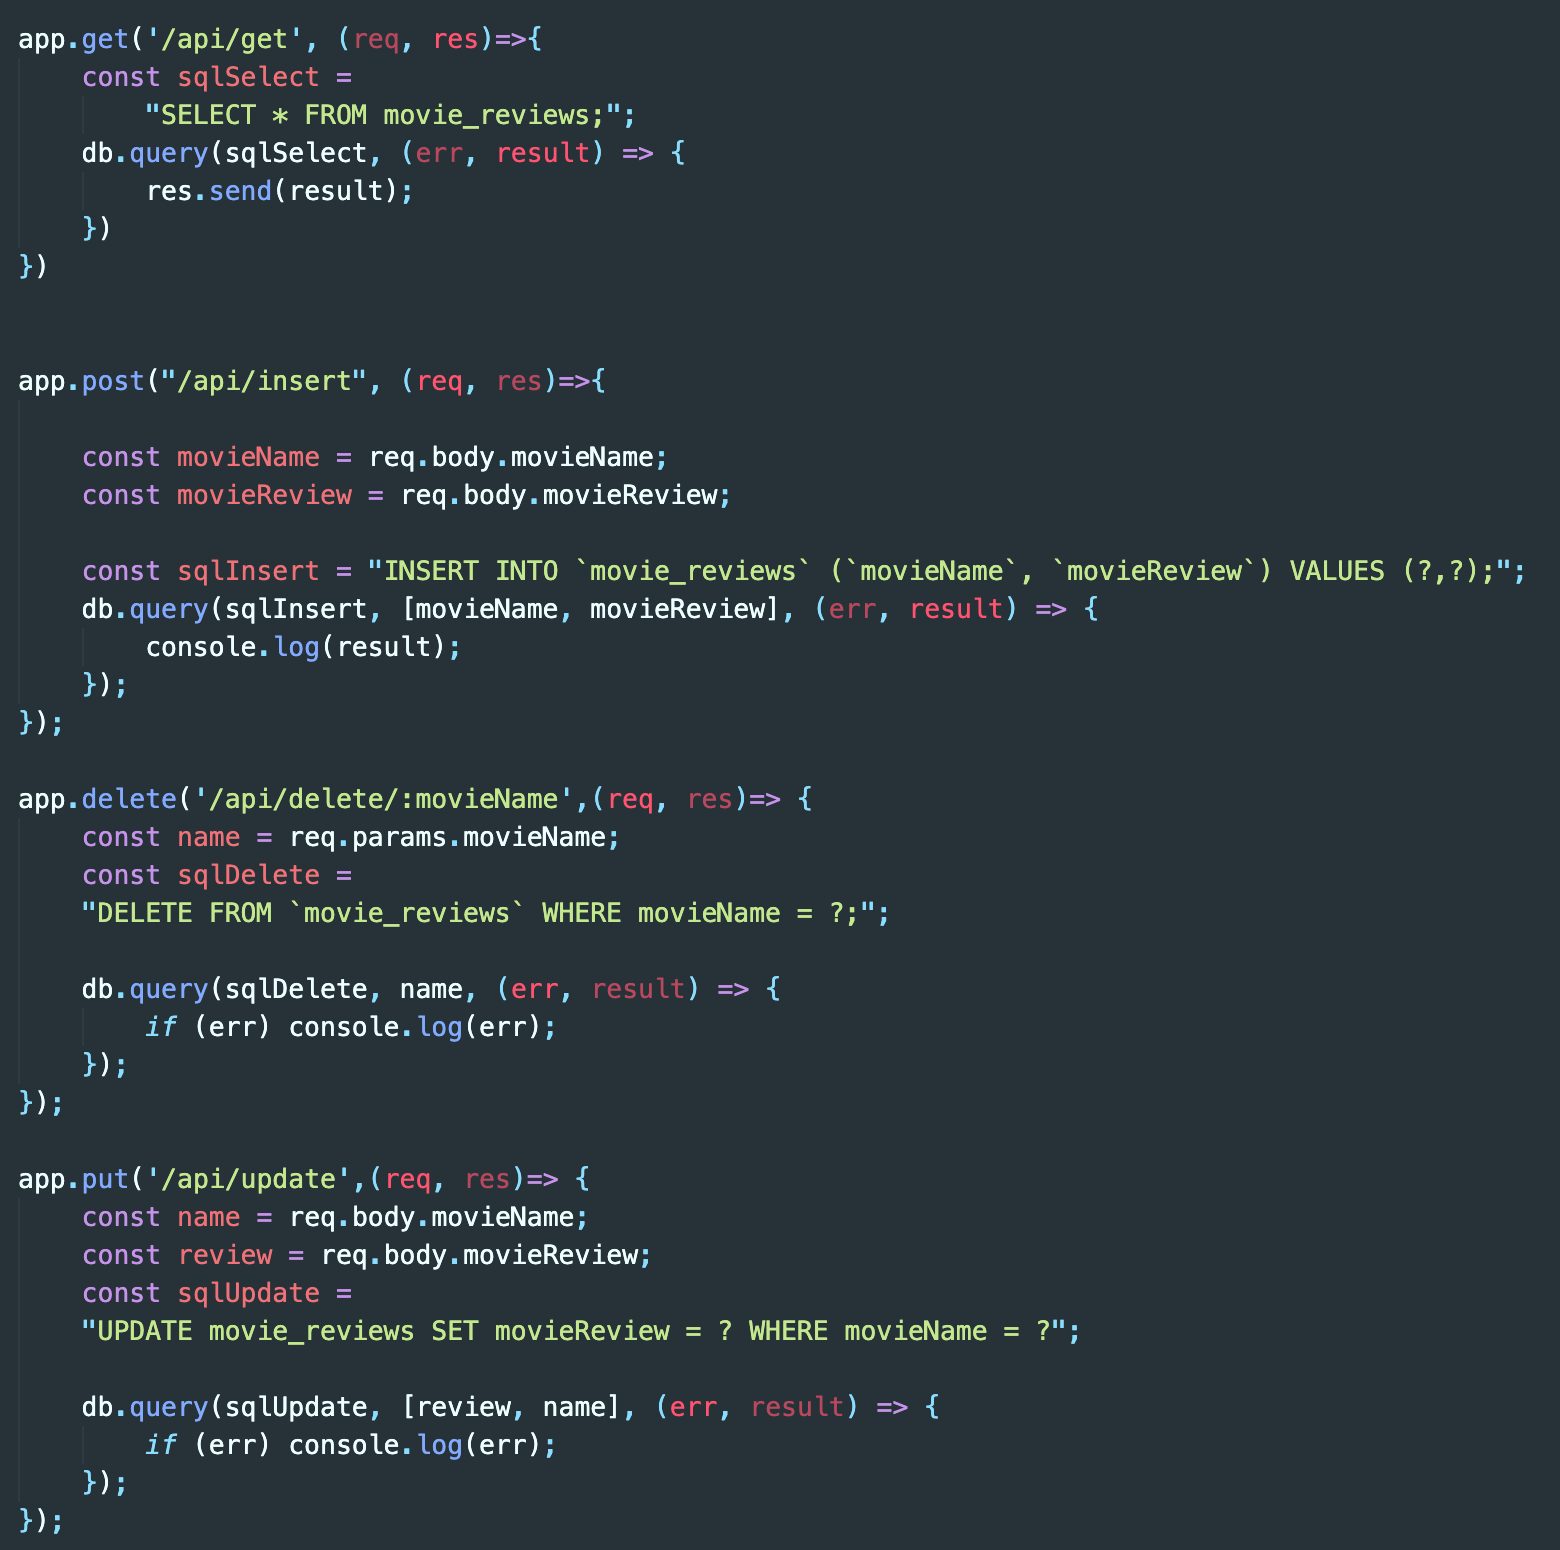 app.get('/api/get', (req, res)=>{
    const sqlSelect =
        "SELECT * FROM movie_reviews;";
    db.query(sqlSelect, (err, result) => {
        res.send(result);
    })
})
app.post("/api/insert", (req, res)=>{
    const movieName = req.body.movieName;
    const movieReview = req.body.movieReview;
    const sqlInsert = "INSERT INTO `movie_reviews` (`movieName`, `movieReview`) VALUES (?,?);";
    db.query(sqlInsert, [movieName, movieReview], (err, result) => {
        console.log(result);
    });
});
app.delete('/api/delete/:movieName',(req, res)=> {
    const name = req.params.movieName;
    const sqlDelete =
    "DELETE FROM `movie_reviews` WHERE movieName = ?;";
    db.query(sqlDelete, name, (err, result) => {
        if (err) console.log(err);
    });
});
app.put('/api/update',(req, res)=> {
    const name = req.body.movieName;
    const review = req.body.movieReview;
    const sqlUpdate =
    "UPDATE movie_reviews SET movieReview = ? WHERE movieName = ?";
    db.query(sqlUpdate, [review, name], (err, result) => {
        if (err) console.log(err);
    });
});